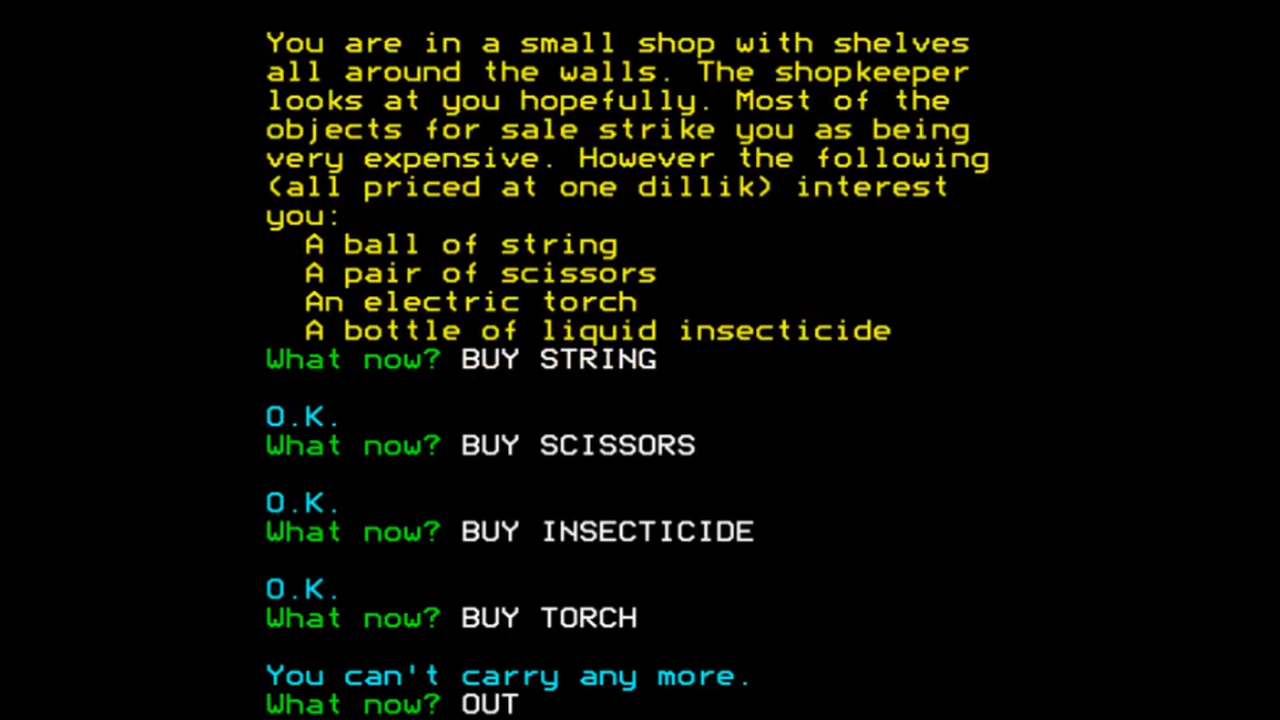 You are in a small shop with shelves
all around the walls. The shopkeeper
looks at you hopefully. Most of the
objects for sale strike you as being
very expensive. However the following
(all priced at one dillik) interest
you:
A ball of string
A pair of scissors
An electric torch
A bottle of liquid insecticide
What now? BUY STRING
O.K.
What now? BUY SCISSORS
O.K.
What now? BUY INSECTICIDE
O.K.
What now? BUY TORCH
You can't carry any more.
What now? OUT